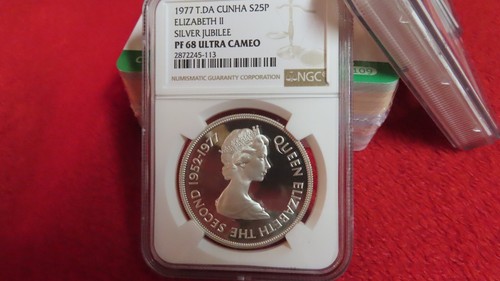 1977 T.DA CUNHA S25P
ELIZABETH II
SILVER JUBILEE
PF 68 ULTRA CAMEO
2872245-113
NUMISMATIC GUARANTY CORPORATION
NGC
QUEEN ELIZABETH THE SECOND 1952-1977